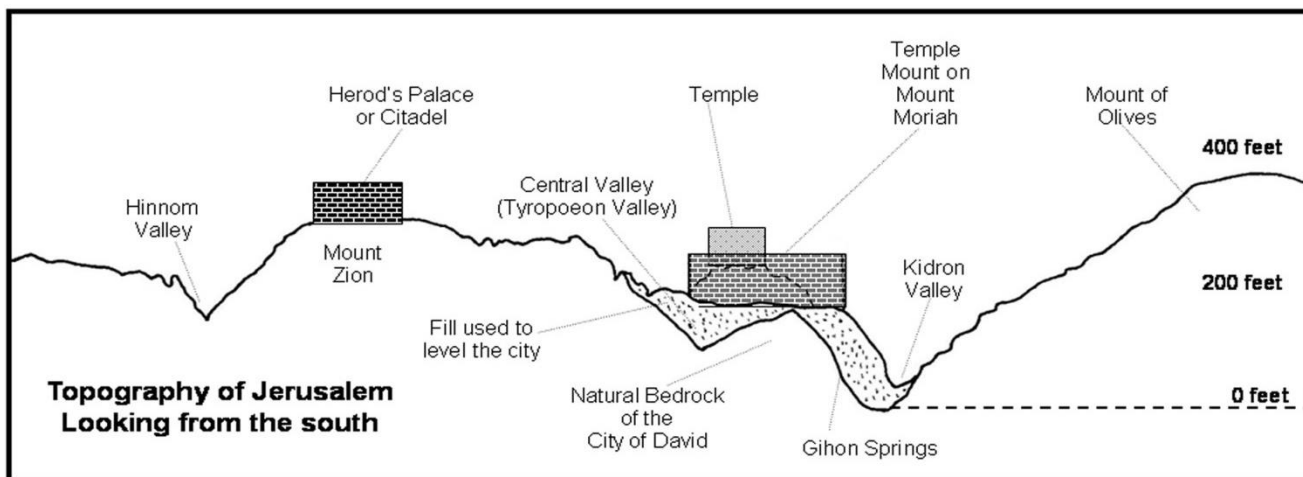 Herod's Palace
or Citadel
Temple
Temple
Mount on
Mount
Moriah
Mount of
Olives
400 feet
Hinnom
Valley
Central Valley
(Tyropoeon Valley)
Mount
Zion
Kidron
Valley
200 feet
Fill used to
level the city
Topography of Jerusalem
Looking from the south
Natural Bedrock
of the
City of David
Gihon Springs
0 feet